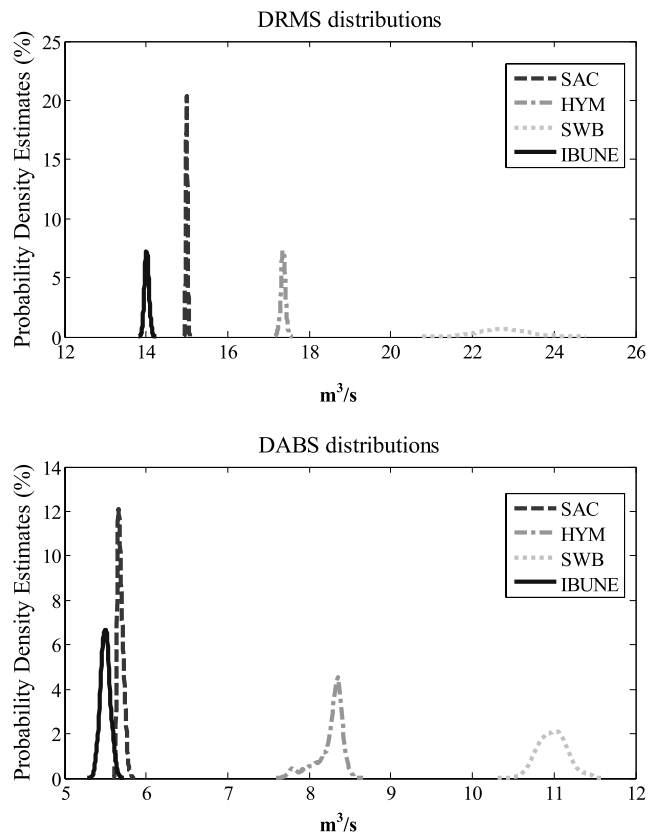 DRMS distributions
Probability Density Estimates (%)
25
20
15
10
5
0
12 14 16 18 20 22 24 26
m³/s
SAC
HYM
SWB
IBUNE
DABS distributions
Probability Density Estimates (%)
14
12
10
8
6
4
2
0
5 6 7 8 9 10 11 12
m³/s
SAC
HYM
SWB
IBUNE